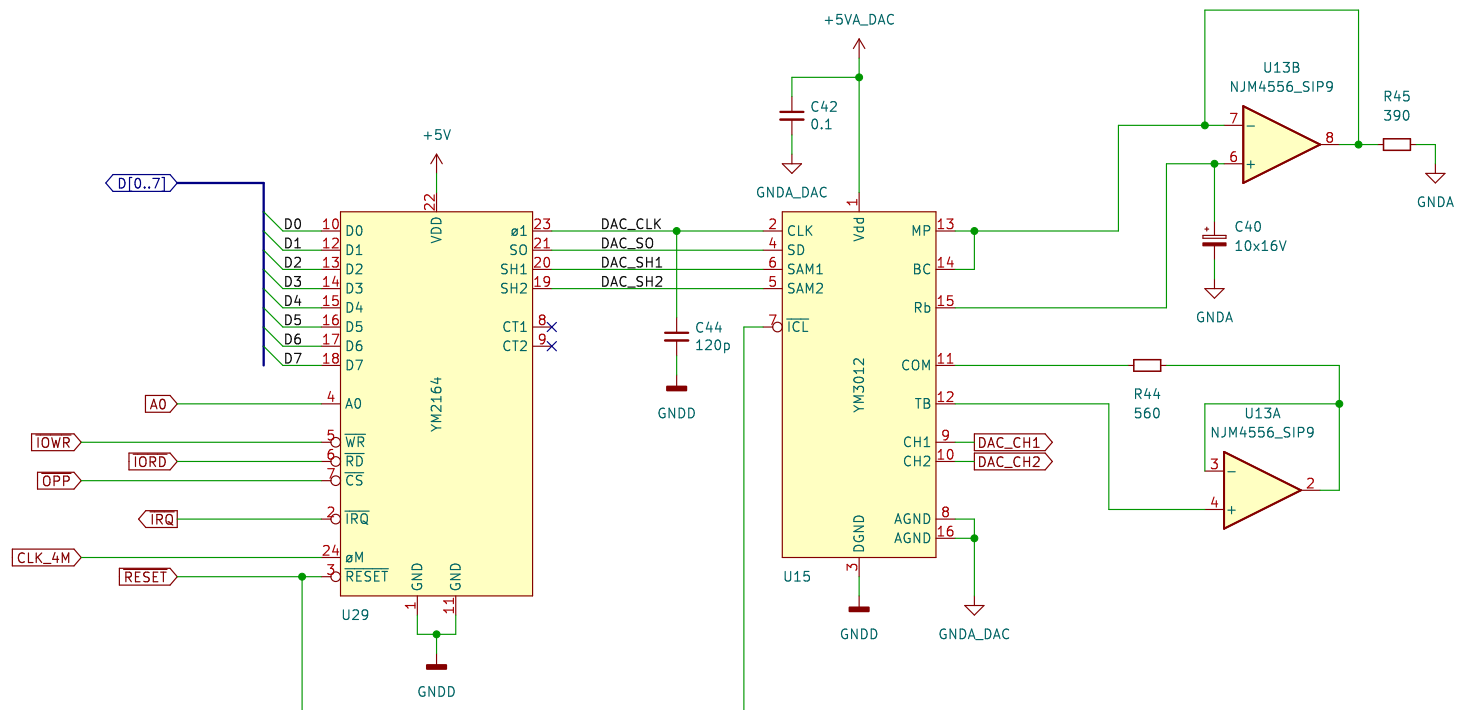 +5VA_DAC
C42
0.1
GNDA_DAC
U13B
NJM4556_SIP9
7
6
8
R45
390
GNDA
C40
10x16V
GNDA
+5V
D[0..7]
22
VDD
D0 10 D0
D1 12 D1
D2 13 D2
D3 14 D3
D4 15 D4
D5 16 D5
D6 17 D6
D7 18 D7
A0 4 A0
IOWR 5 WR
IORD 6 RD
OPP 7 CS
IRQ 2 IRQ
CLK_4M 24 øM
RESET 3 RESET
YM2164
ø1 23 DAC_CLK
SO 21 DAC_SO
SH1 20 DAC_SH1
SH2 19 DAC_SH2
CT1 8
CT2 9
GND GND
1 11
U29
GNDD
C44
120p
GNDD
1
Vdd
2 CLK
4 SD
6 SAM1
5 SAM2
7 ICL
YM3012
MP 13
BC 14
Rb 15
COM 11
TB 12
CH1 9 DAC_CH1
CH2 10 DAC_CH2
AGND 8
AGND 16
DGND
3
U15
GNDD
GNDA_DAC
R44
560
U13A
NJM4556_SIP9
3
4
2